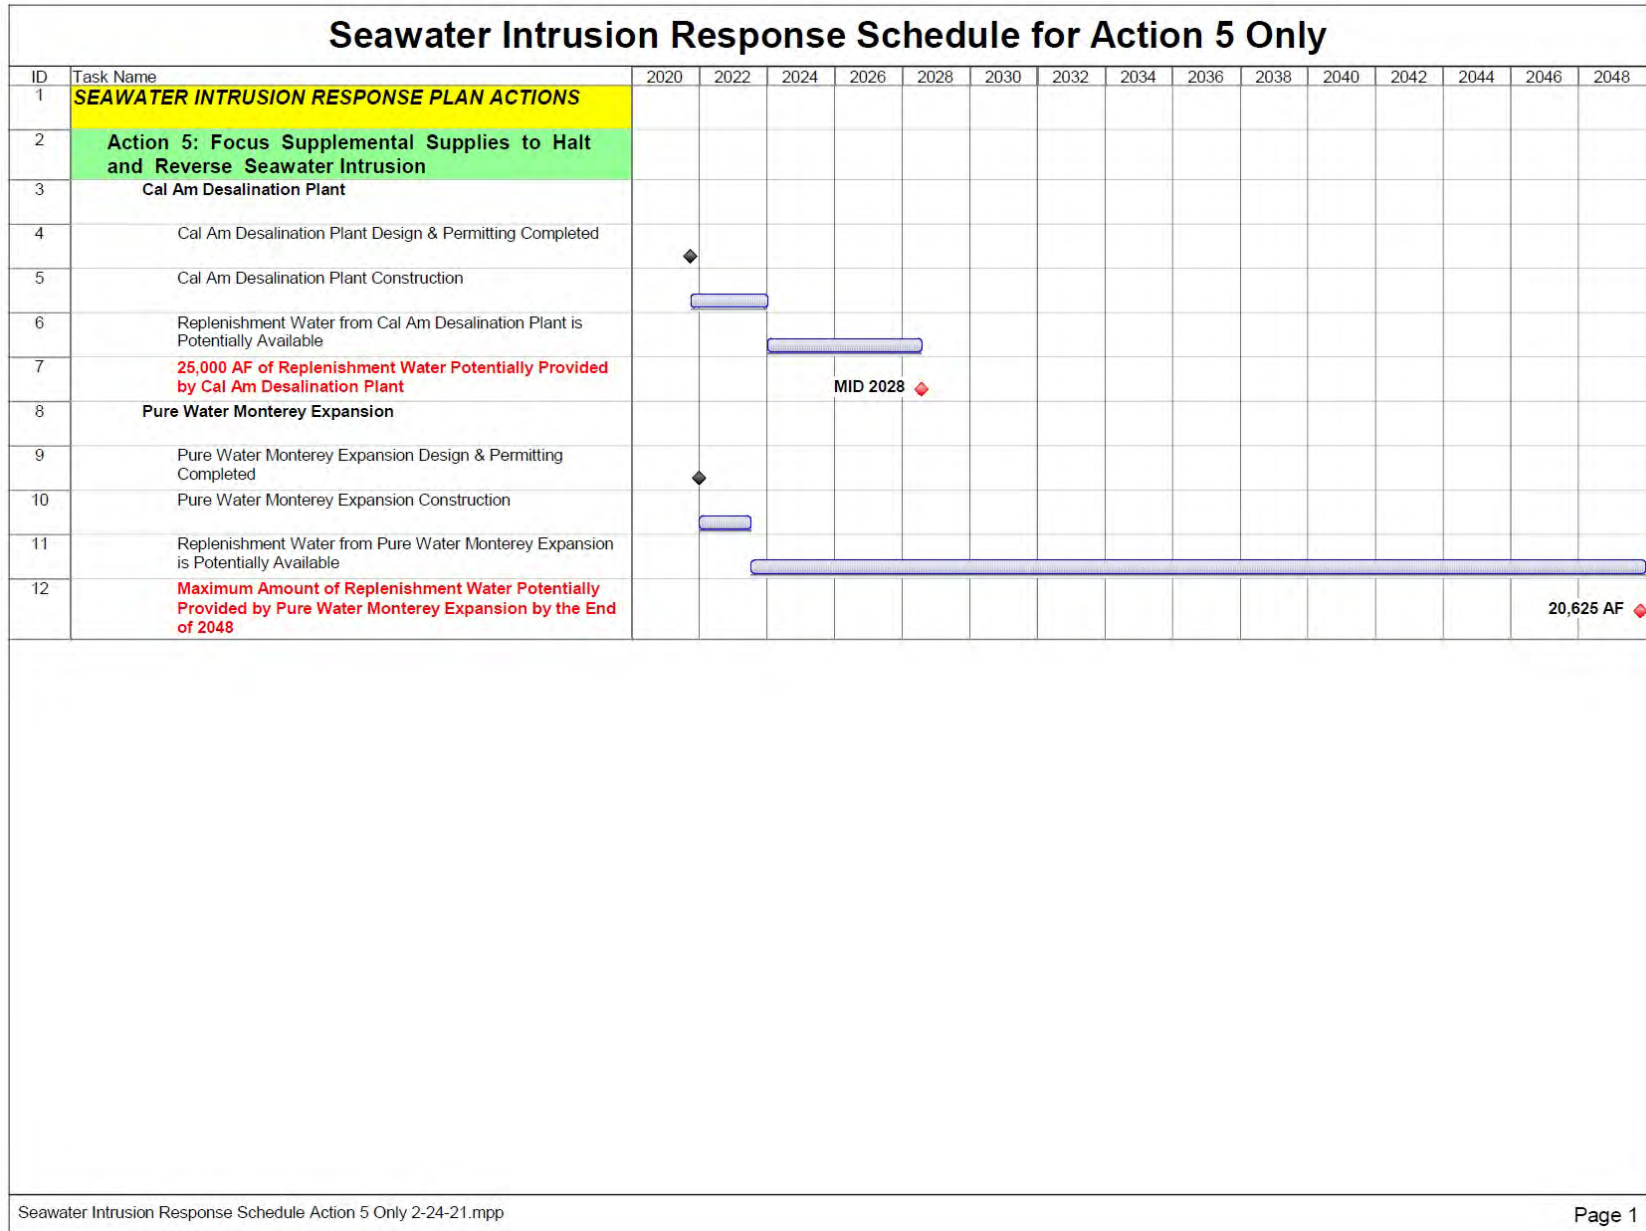 Seawater Intrusion Response Schedule for Action 5 Only
ID Task Name 2020 2022 2024 2026 2028 2030 2032 2034 2036 2038 2040 2042 2044 2046 2048
1 SEAWATER INTRUSION RESPONSE PLAN ACTIONS
2 Action 5: Focus Supplemental Supplies to Halt
and Reverse Seawater Intrusion
3 Cal Am Desalination Plant
4 Cal Am Desalination Plant Design & Permitting Completed
5 Cal Am Desalination Plant Construction
6 Replenishment Water from Cal Am Desalination Plant is
Potentially Available
7 25,000 AF of Replenishment Water Potentially Provided
by Cal Am Desalination Plant MID 2028
8 Pure Water Monterey Expansion
9 Pure Water Monterey Expansion Design & Permitting
Completed
10 Pure Water Monterey Expansion Construction
11 Replenishment Water from Pure Water Monterey Expansion
is Potentially Available
12 Maximum Amount of Replenishment Water Potentially
Provided by Pure Water Monterey Expansion by the End 20,625 AF
of 2048
Seawater Intrusion Response Schedule Action 5 Only 2-24-21.mpp Page 1